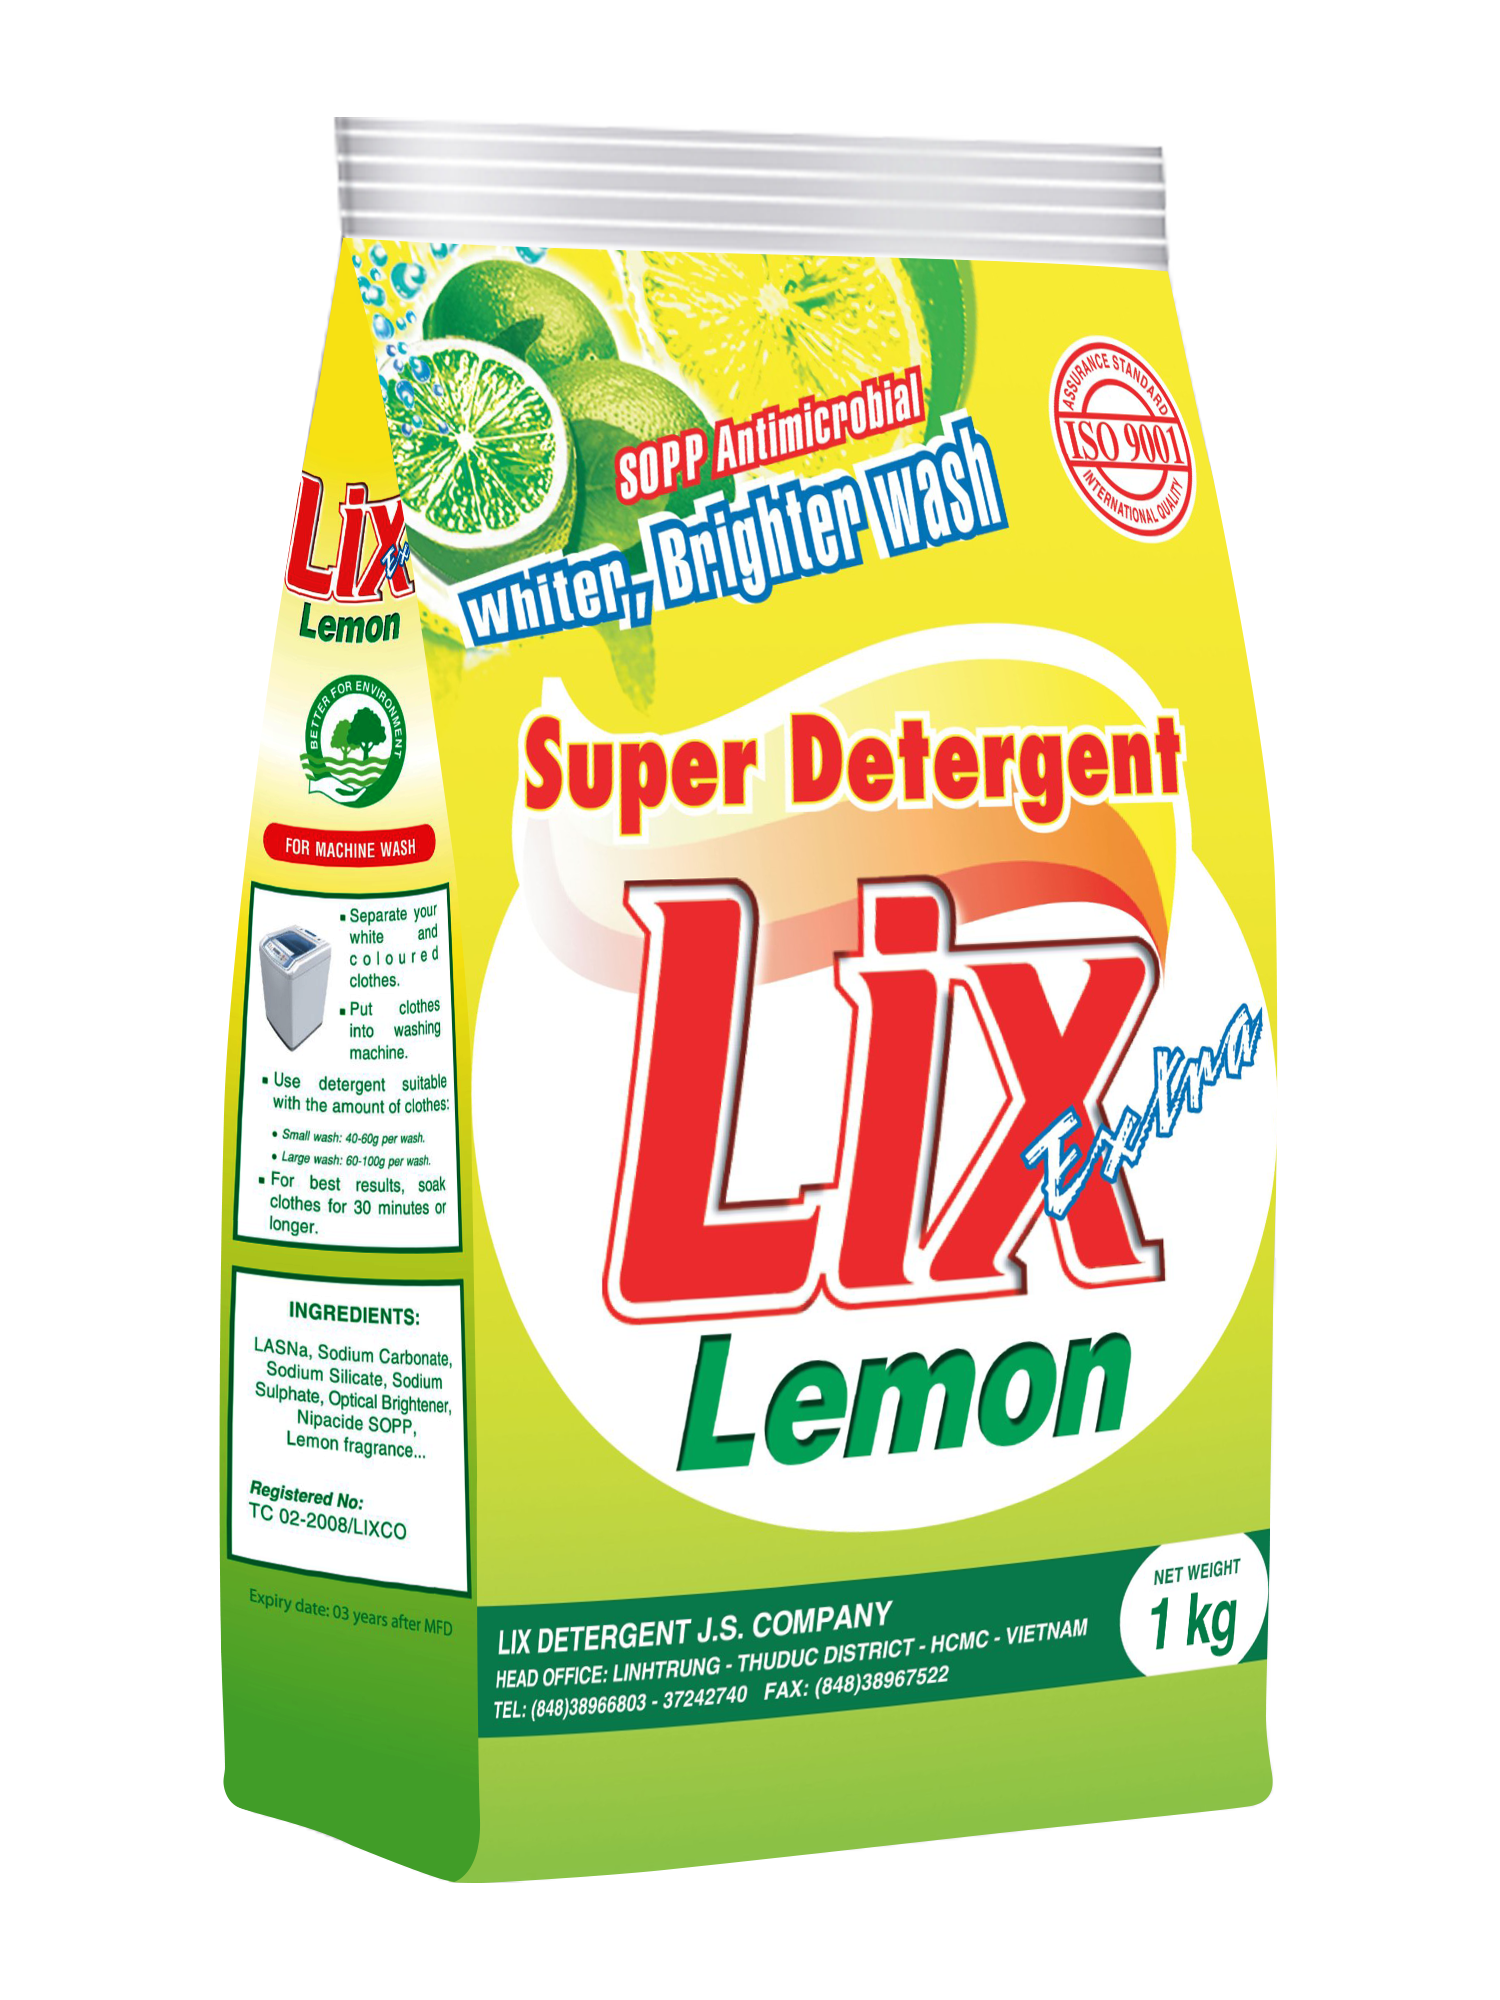 SOPP Antimicrobial
whiter,, Brighter wash
ASSURANCE STANDARD
ISO 9001
INTERNATIONAL QUALITY
Super Detergent
Lix
Extra
Lemon
LIX DETERGENT J.S. COMPANY
HEAD OFFICE: LINHTRUNG - THUDUC DISTRICT - HCMC - VIETNAM
TEL: (848)38966803 - 37242740 FAX: (848)38967522
NET WEIGHT
1 kg
Lix
Ex
Lemon
BETTER FOR ENVIRONMENT
FOR MACHINE WASH
▪ Separate your
white and
coloured
clothes.
▪ Put clothes
into washing
machine.
▪ Use detergent suitable
with the amount of clothes:
• Small wash: 40-60g per wash.
• Large wash: 60-100g per wash.
▪ For best results, soak
clothes for 30 minutes or
longer.
INGREDIENTS:
LASNa, Sodium Carbonate,
Sodium Silicate, Sodium
Sulphate, Optical Brightener,
Nipacide SOPP,
Lemon fragrance...
Registered No:
TC 02-2008/LIXCO
Expiry date: 03 years after MFD